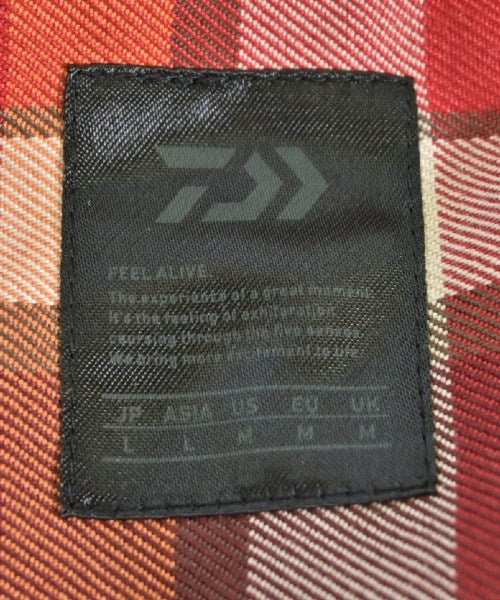 FEEL ALIVE
The experience of a great moment.
It's the feeling of exhilaration
coursing through the five senses.
We bring more excitement to life.
JP ASIA US EU UK
L L M M M